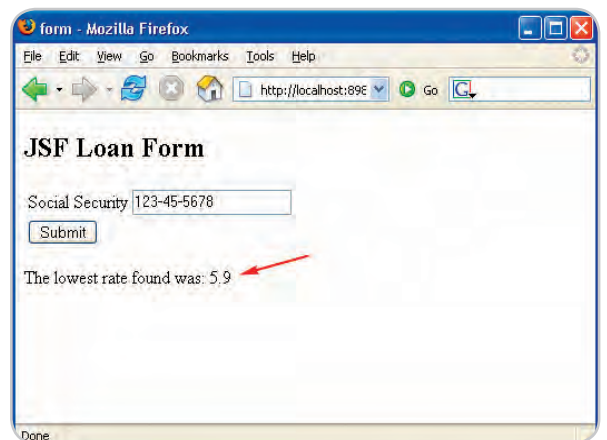 form - Mozilla Firefox
File Edit View Go Bookmarks Tools Help
http://localhost:898 Go G
JSF Loan Form
Social Security 123-45-5678
Submit
The lowest rate found was: 5.9
Done